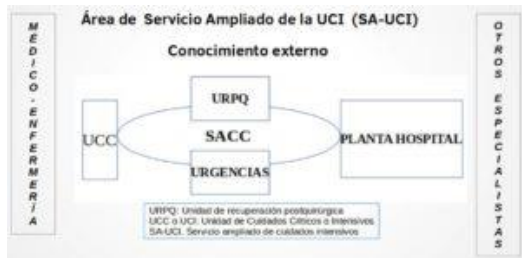 Área de Servicio Ampliado de la UCI (SA-UCI)
Conocimiento externo
MEDICO-ENFERMERÍA
URPQ
UCC
SACC
PLANTA HOSPITAL
URGENCIAS
OTROS ESPECIALISTAS
URPQ: Unidad de recuperación postquirúrgica
UCC o UCI: Unidad de Cuidados Críticos o Intensivos
SA-UCI: Servicio ampliado de cuidados intensivos